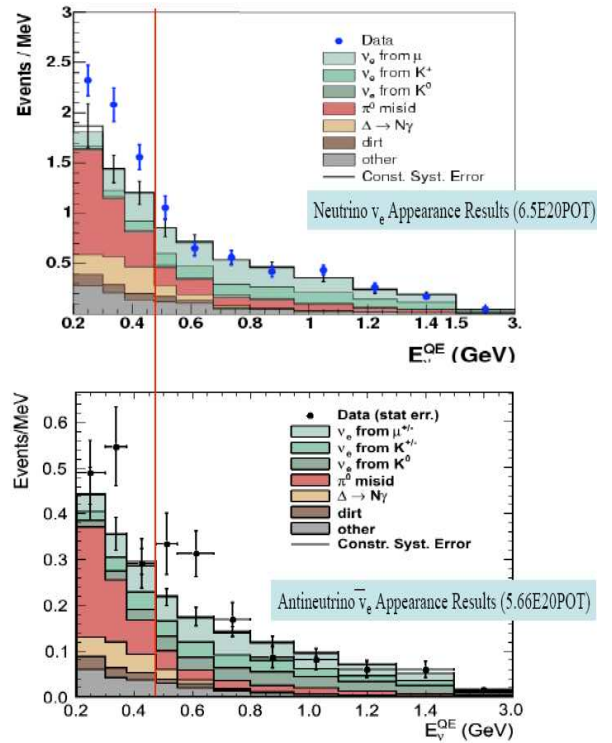 3
2.5
2
1.5
1
0.5
Events / MeV
Data
νe from μ
νe from K+
νe from K0
π0 misid
Δ → Nγ
dirt
other
Const. Syst. Error
Neutrino νe Appearance Results (6.5E20POT)
0.2 0.4 0.6 0.8 1 1.2 1.4 1.5 3.
EνQE (GeV)
0.6
0.5
0.4
0.3
0.2
0.1
0.0
Events/MeV
Data (stat err.)
νe from μ+/-
νe from K+/-
νe from K0
π0 misid
Δ → Nγ
dirt
other
Constr. Syst. Error
Antineutrino ν̅e Appearance Results (5.66E20POT)
0.2 0.4 0.6 0.8 1.0 1.2 1.4 3.0
EνQE (GeV)